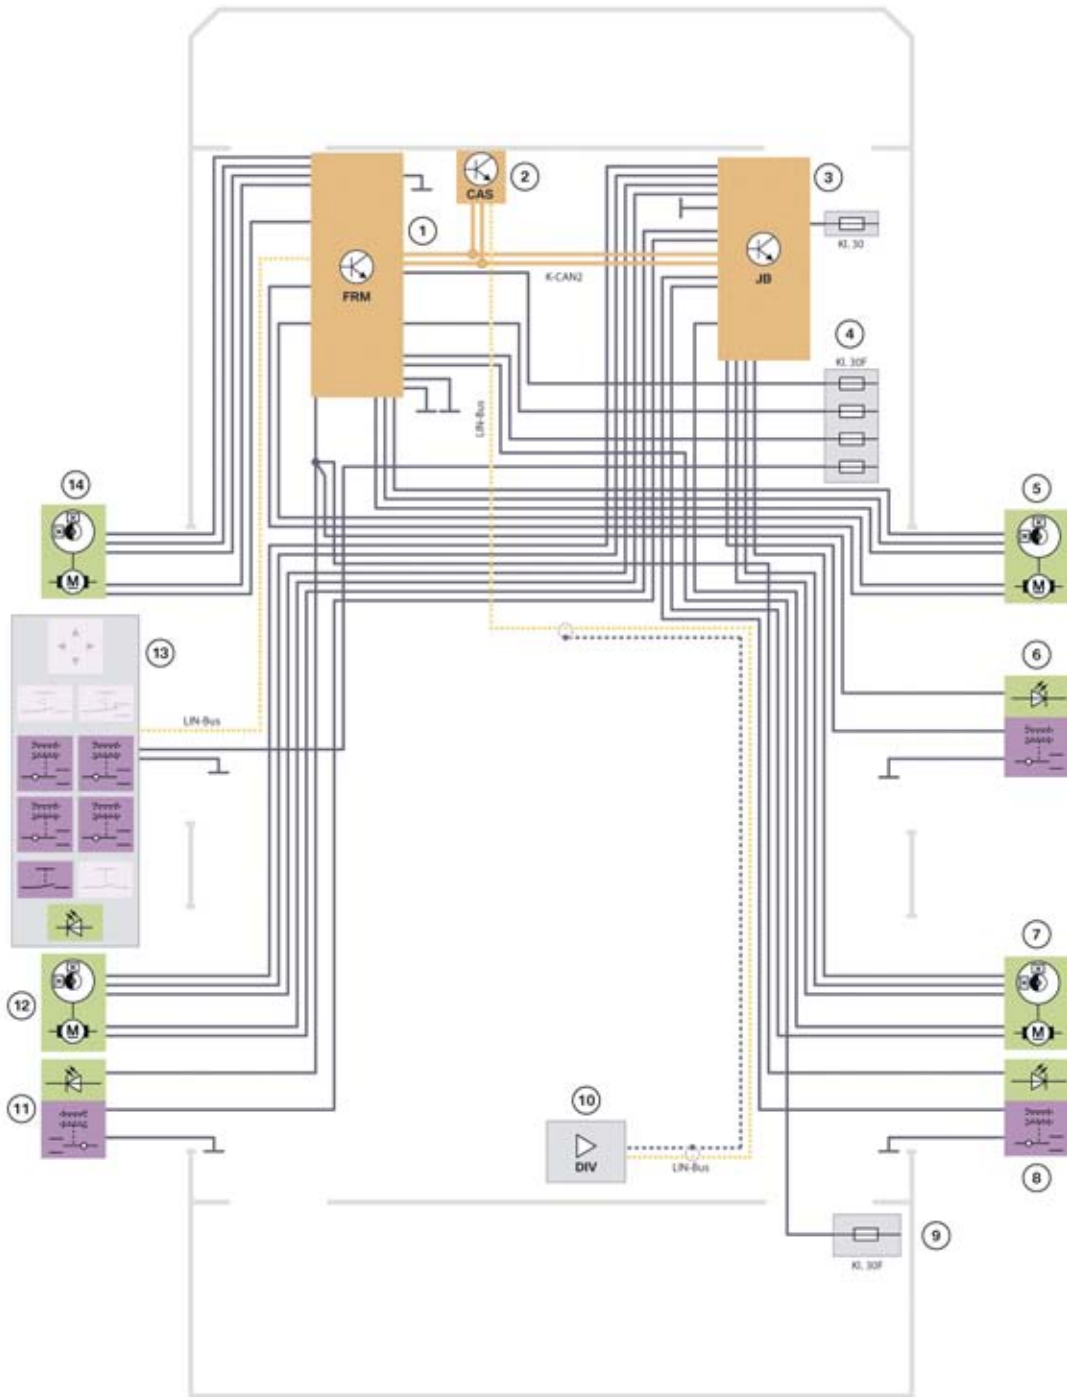 2
CAS
3
1
Kl. 30
FRM
K-CAN2
JB
4
Kl. 30F
LIN-Bus
14
5
M
M
13
6
LIN-Bus
7
12
M
M
11
10
DIV
LIN-Bus
8
9
Kl. 30F